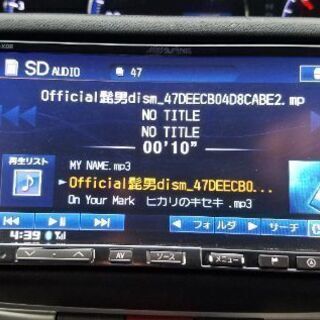 SD AUDIO 47
Official髭男dism_47DEECB04D8CABE2.mp
NO TITLE
NO TITLE
00'10"
再生リスト
MY NAME.mp3
►Official髭男dism_47DEECB0...
On Your Mark ヒカリのキセキ .mp3
フォルダ
サーチ
4:39
AV
ソース
メニュー